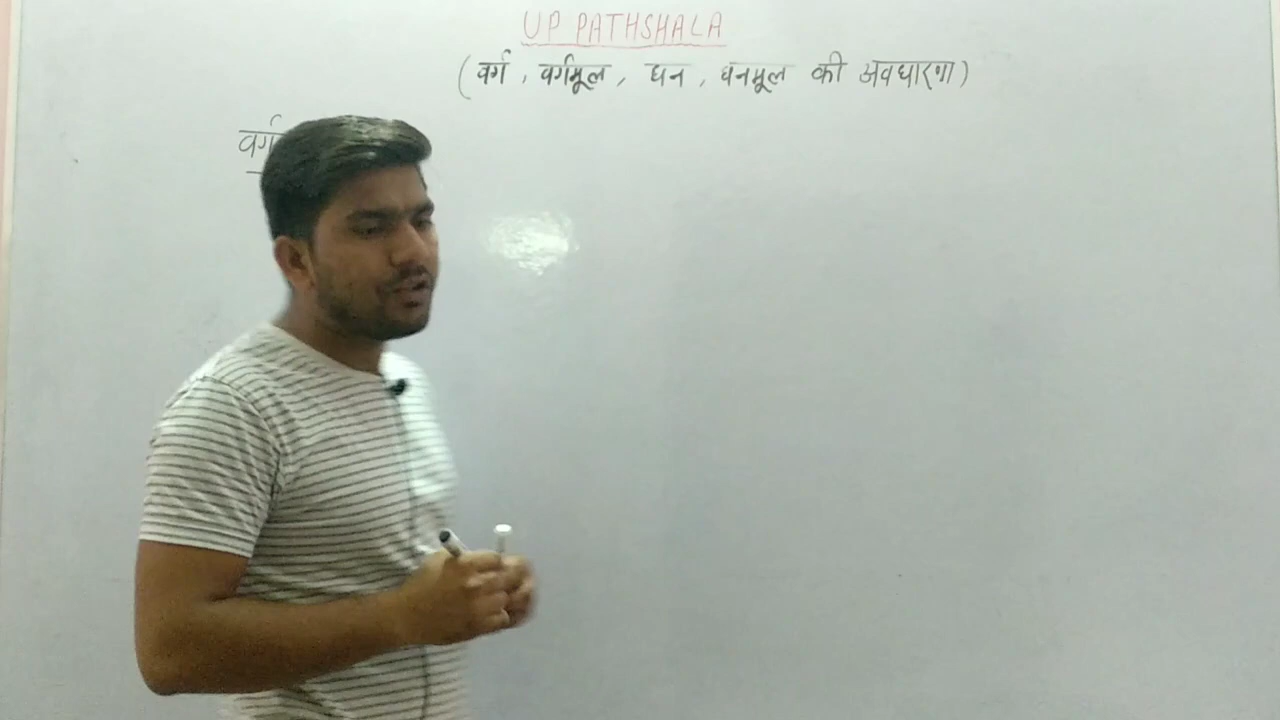 UP PATHSHALA
(वर्ग, वर्गमूल, घन, घनमूल की अवधारणा)
वर्ग